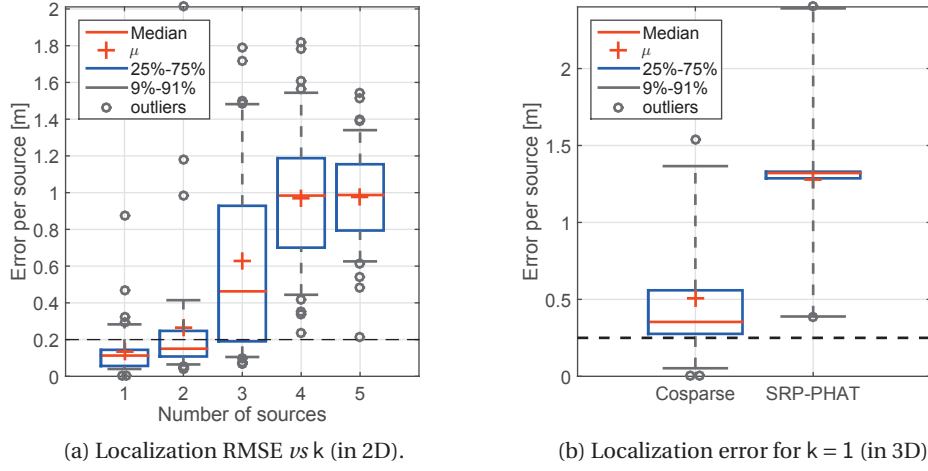 2
1.8
1.6
1.4
1.2
1
0.8
0.6
0.4
0.2
0
Error per source [m]
Median
μ
25%-75%
9%-91%
outliers
1 2 3 4 5
Number of sources
(a) Localization RMSE vs k (in 2D).
2
1.5
1
0.5
0
Error per source [m]
Median
μ
25%-75%
9%-91%
outliers
Cosparse SRP-PHAT
(b) Localization error for k = 1 (in 3D)